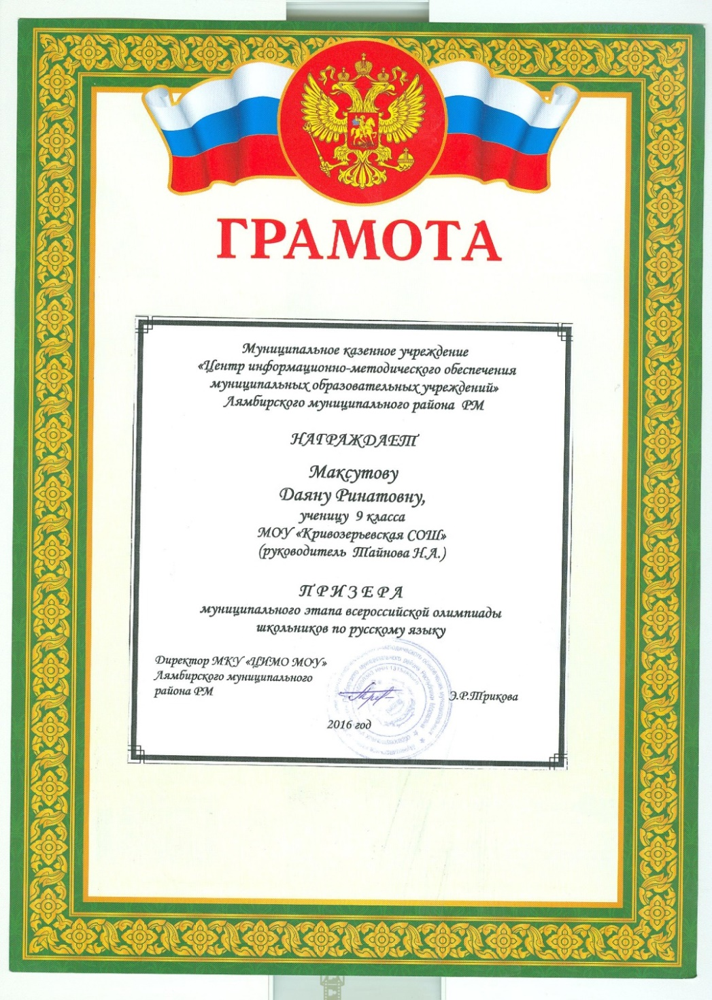 ГРАМОТА
Муниципальное казенное учреждение
«Центр информационно-методического обеспечения
муниципальных образовательных учреждений»
Лямбирского муниципального района РМ
НАГРАЖДАЕТ
Максутову
Даяну Ринатовну,
ученицу 9 класса
МОУ «Кривозерьевская СОШ»
(руководитель Тайнова Н.А.)
ПРИЗЕРА
муниципального этапа всероссийской олимпиады
школьников по русскому языку
Директор МКУ «ЦИМО МОУ»
Лямбирского муниципального
района РМ
Э.Р.Трикова
2016 год